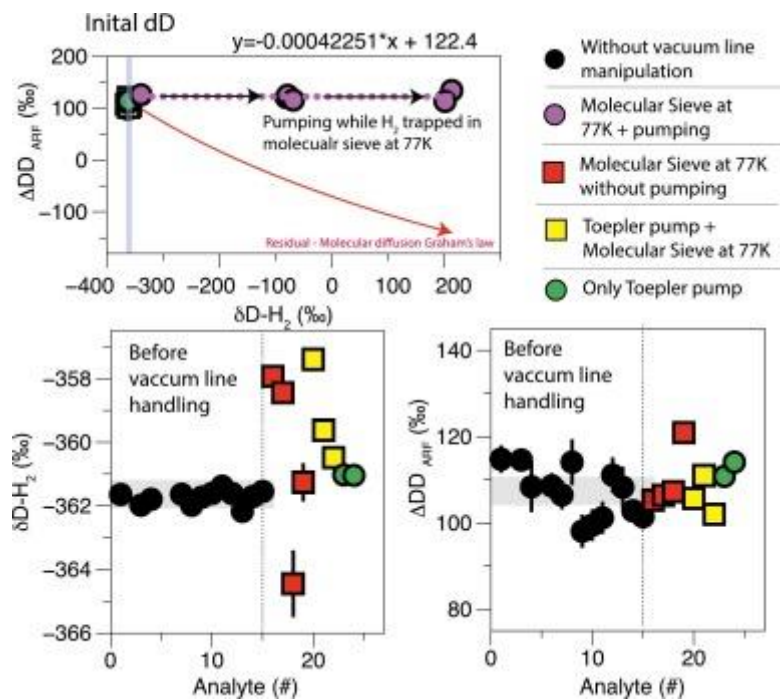 Inital dD
y=-0.00042251*x + 122.4
200
100
0
−100
ΔDD ARF (‰)
Pumping while H2 trapped in
molecualr sieve at 77K
Residual - Molecular diffusion Graham's law
−400 −300 −200 −100 0 100 200
δD-H2 (‰)
Without vacuum line
manipulation
Molecular Sieve at
77K + pumping
Molecular Sieve at 77K
without pumping
Toepler pump +
Molecular Sieve at 77K
Only Toepler pump
Before
vaccum line
handling
−358
−360
−362
−364
−366
δD-H2 (‰)
0 10 20
Analyte (#)
Before
vaccum line
handling
140
120
100
80
ΔDD ARF (‰)
0 10 20
Analyte (#)